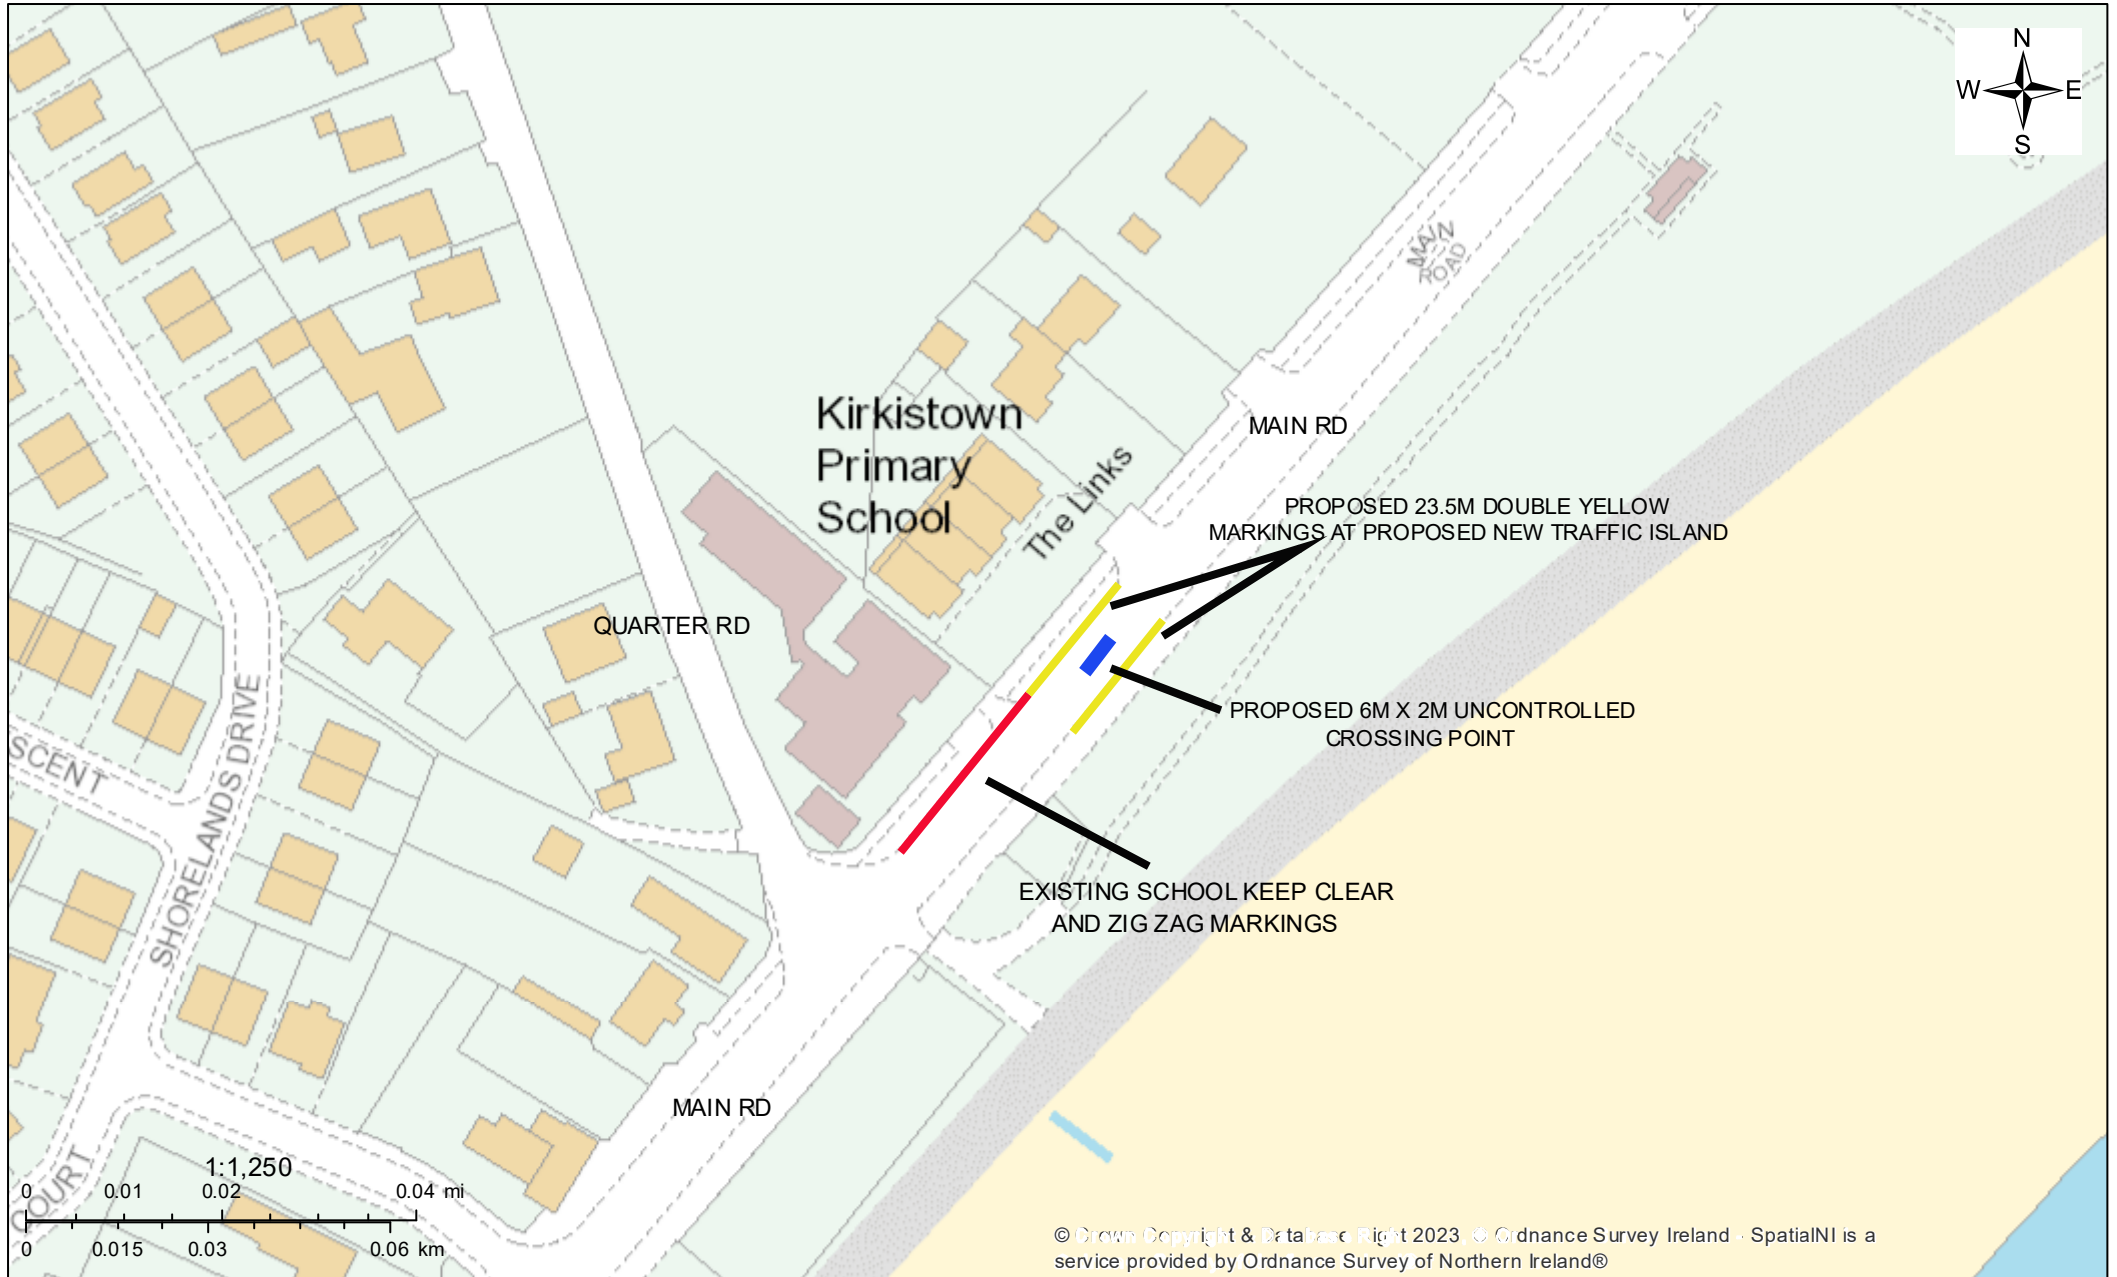 N
W E
S
MAIN
ROAD
Kirkistown
Primary
School
The Links
MAIN RD
PROPOSED 23.5M DOUBLE YELLOW
MARKINGS AT PROPOSED NEW TRAFFIC ISLAND
QUARTER RD
PROPOSED 6M X 2M UNCONTROLLED
CROSSING POINT
SCENT
SHORELANDS DRIVE
EXISTING SCHOOL KEEP CLEAR
AND ZIG ZAG MARKINGS
MAIN RD
COURT
1:1,250
0 0.01 0.02 0.04 mi
0 0.015 0.03 0.06 km
© Crown Copyright & Database Right 2023. © Ordnance Survey Ireland - SpatialNI is a
service provided by Ordnance Survey of Northern Ireland®